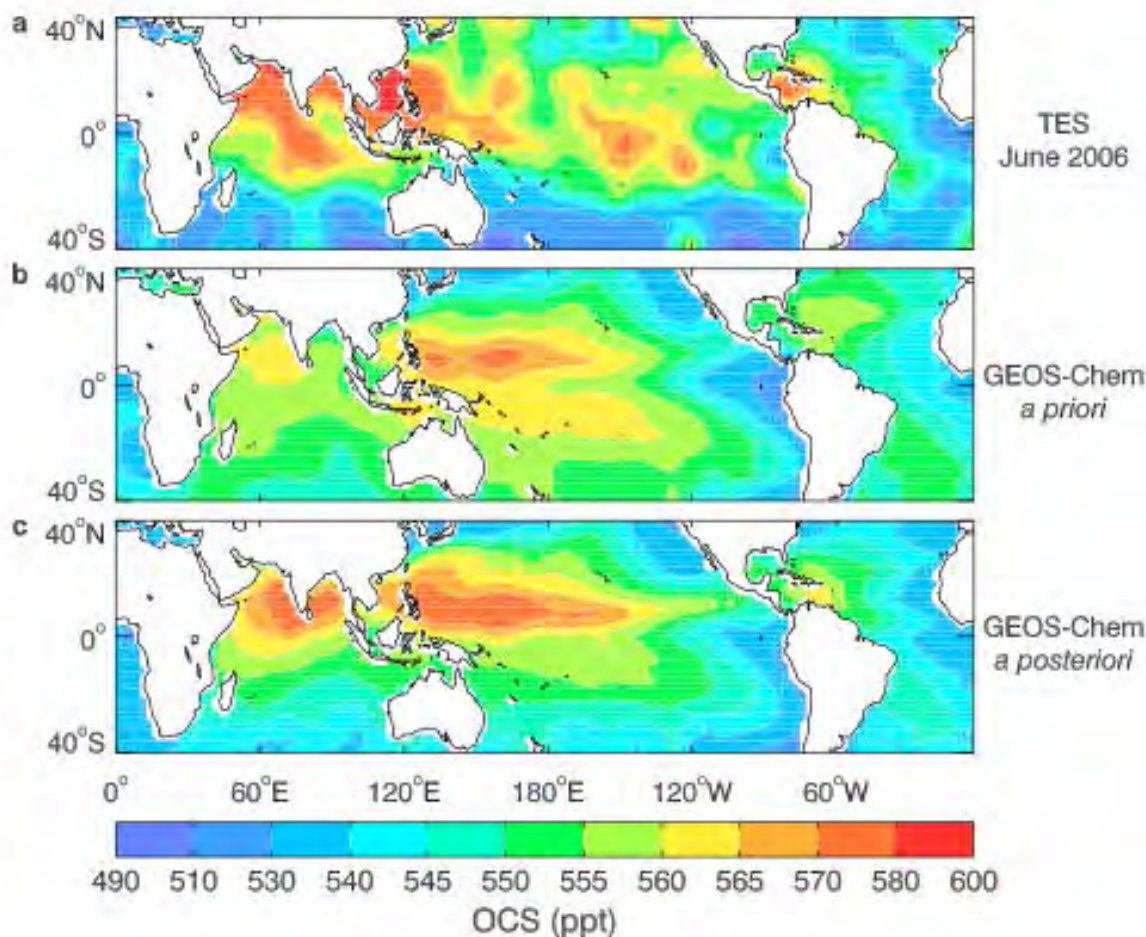 a
40°N
0°
40°S
TES
June 2006
b
40°N
0°
40°S
GEOS-Chem
a priori
c
40°N
0°
40°S
GEOS-Chem
a posteriori
0° 60°E 120°E 180°E 120°W 60°W
490 510 530 540 545 550 555 560 565 570 580 600
OCS (ppt)